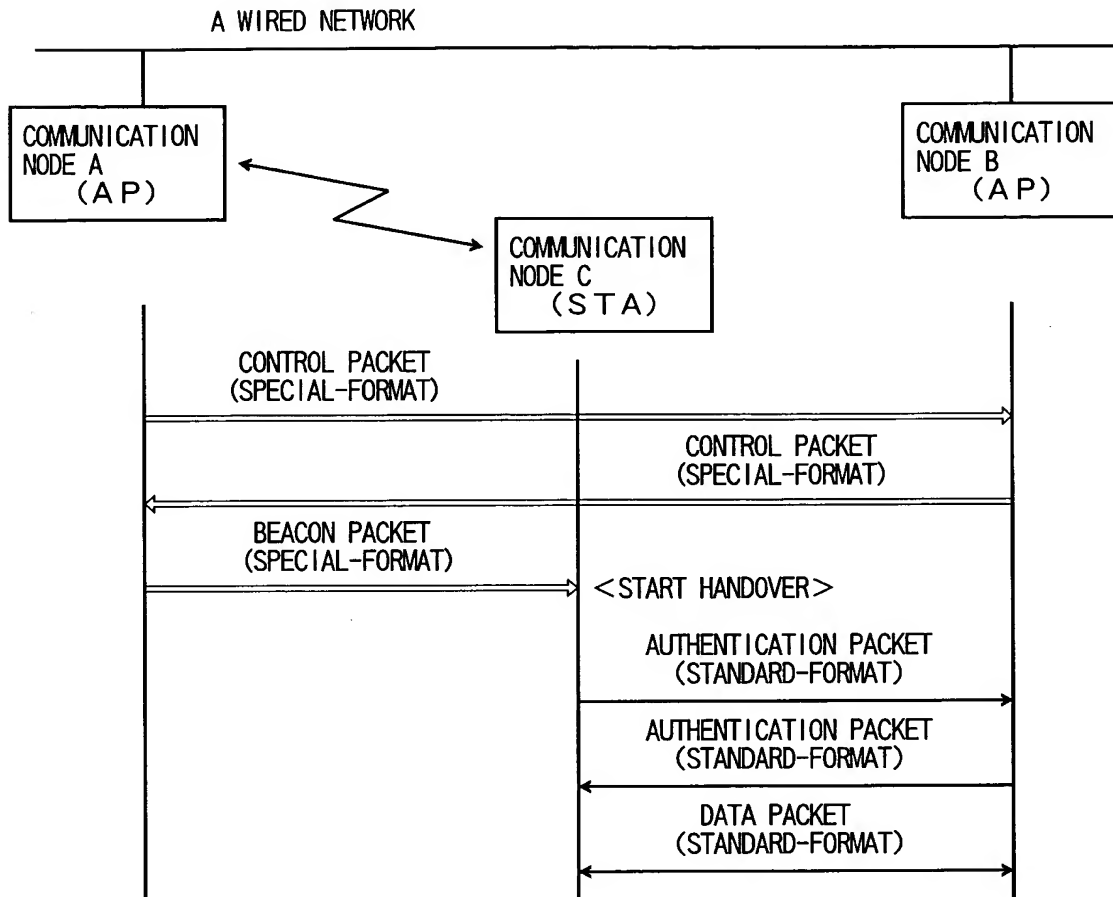 A WIRED NETWORK
COMMUNICATION
NODE A
(AP)
COMMUNICATION
NODE B
(AP)
COMMUNICATION
NODE C
(STA)
CONTROL PACKET
(SPECIAL-FORMAT)
CONTROL PACKET
(SPECIAL-FORMAT)
BEACON PACKET
(SPECIAL-FORMAT)
<START HANDOVER>
AUTHENTICATION PACKET
(STANDARD-FORMAT)
AUTHENTICATION PACKET
(STANDARD-FORMAT)
DATA PACKET
(STANDARD-FORMAT)